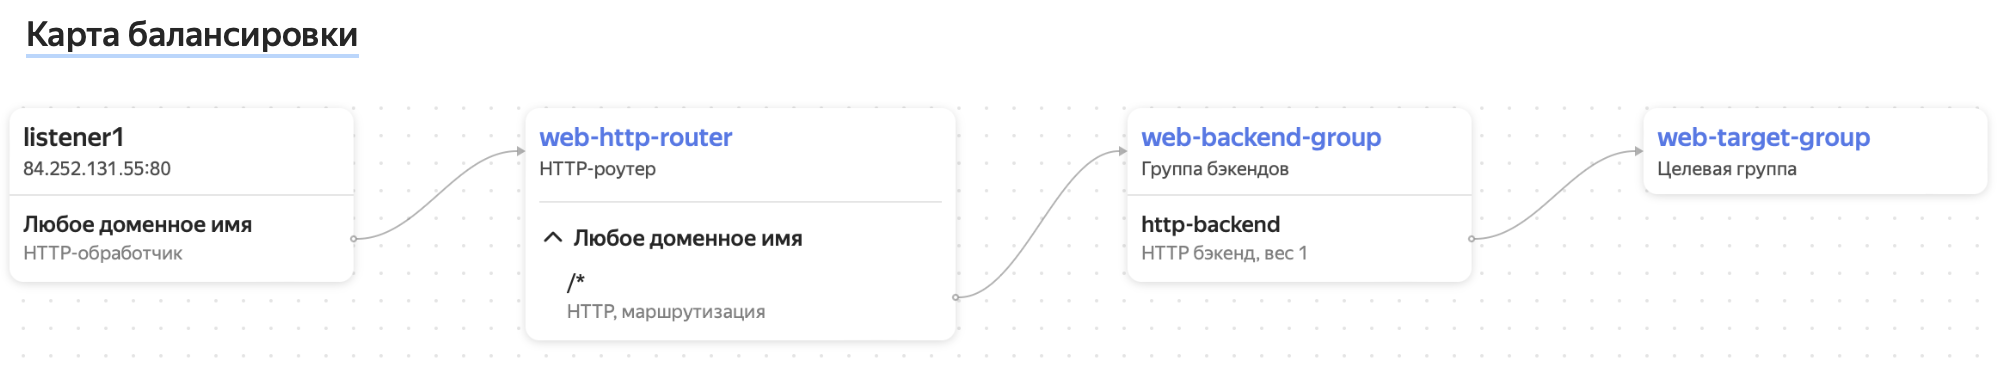 Карта балансировки
listener1
84.252.131.55:80
Любое доменное имя
HTTP-обработчик
web-http-router
HTTP-роутер
Любое доменное имя
/*
HTTP, маршрутизация
web-backend-group
Группа бэкендов
http-backend
HTTP бэкенд, вес 1
web-target-group
Целевая группа